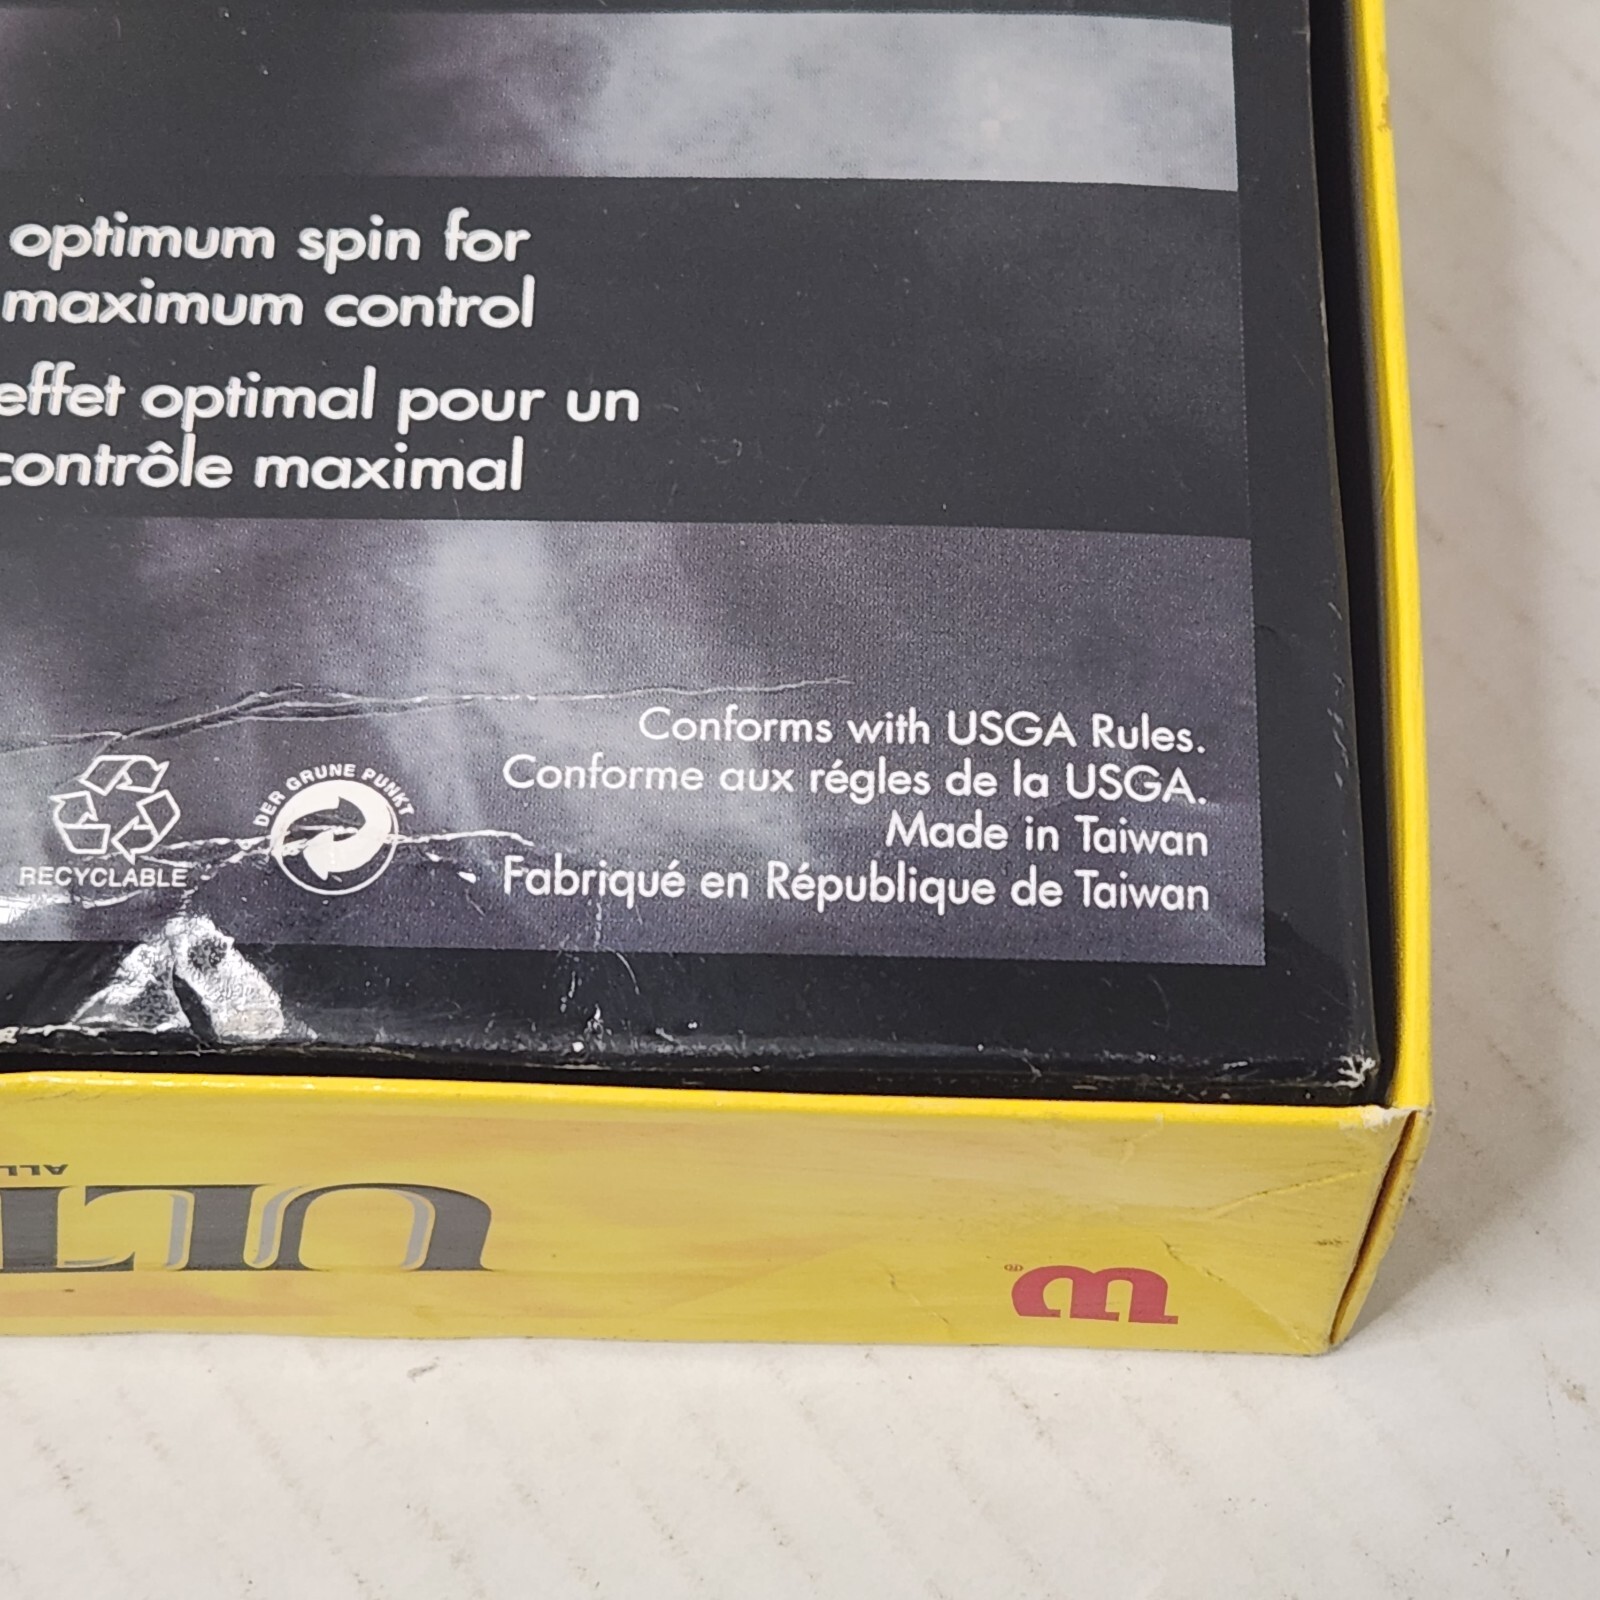 optimum spin for
maximum control
effet optimal pour un
contrôle maximal
Conforms with USGA Rules.
Conforme aux régles de la USGA.
Made in Taiwan
Fabriqué en République de Taiwan
RECYCLABLE
DER GRUNE PUNKT
ALL
ULT
W®